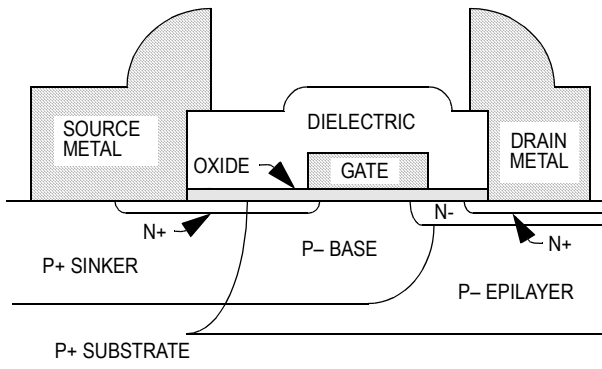 SOURCE
METAL
DIELECTRIC
DRAIN
METAL
OXIDE
GATE
N+
N-
N+
P+ SINKER
P– BASE
P– EPILAYER
P+ SUBSTRATE